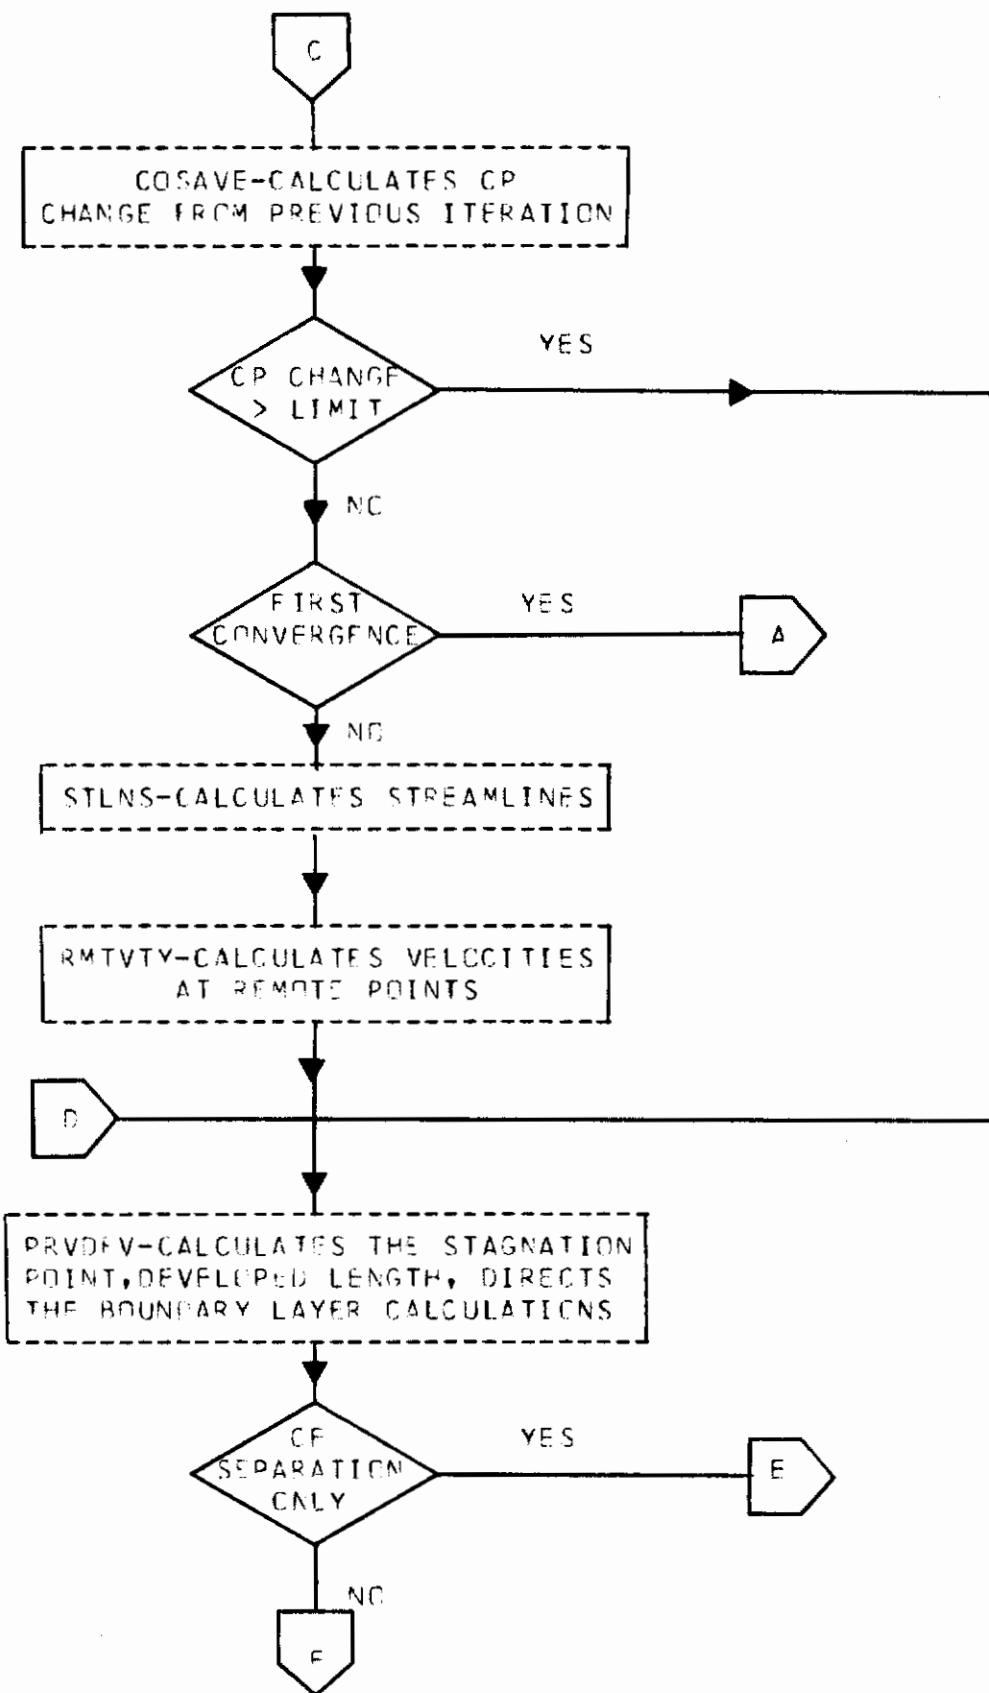 C
COSAVE-CALCULATES CP
CHANGE FROM PREVIOUS ITERATION
CP CHANGE
> LIMIT
YES
NO
FIRST
CONVERGENCE
YES
A
NO
STLNS-CALCULATES STREAMLINES
RMTVTY-CALCULATES VELOCITIES
AT REMOTE POINTS
D
PRVDEV-CALCULATES THE STAGNATION
POINT,DEVELOPED LENGTH, DIRECTS
THE BOUNDARY LAYER CALCULATIONS
CF
SEPARATION
ONLY
YES
E
NO